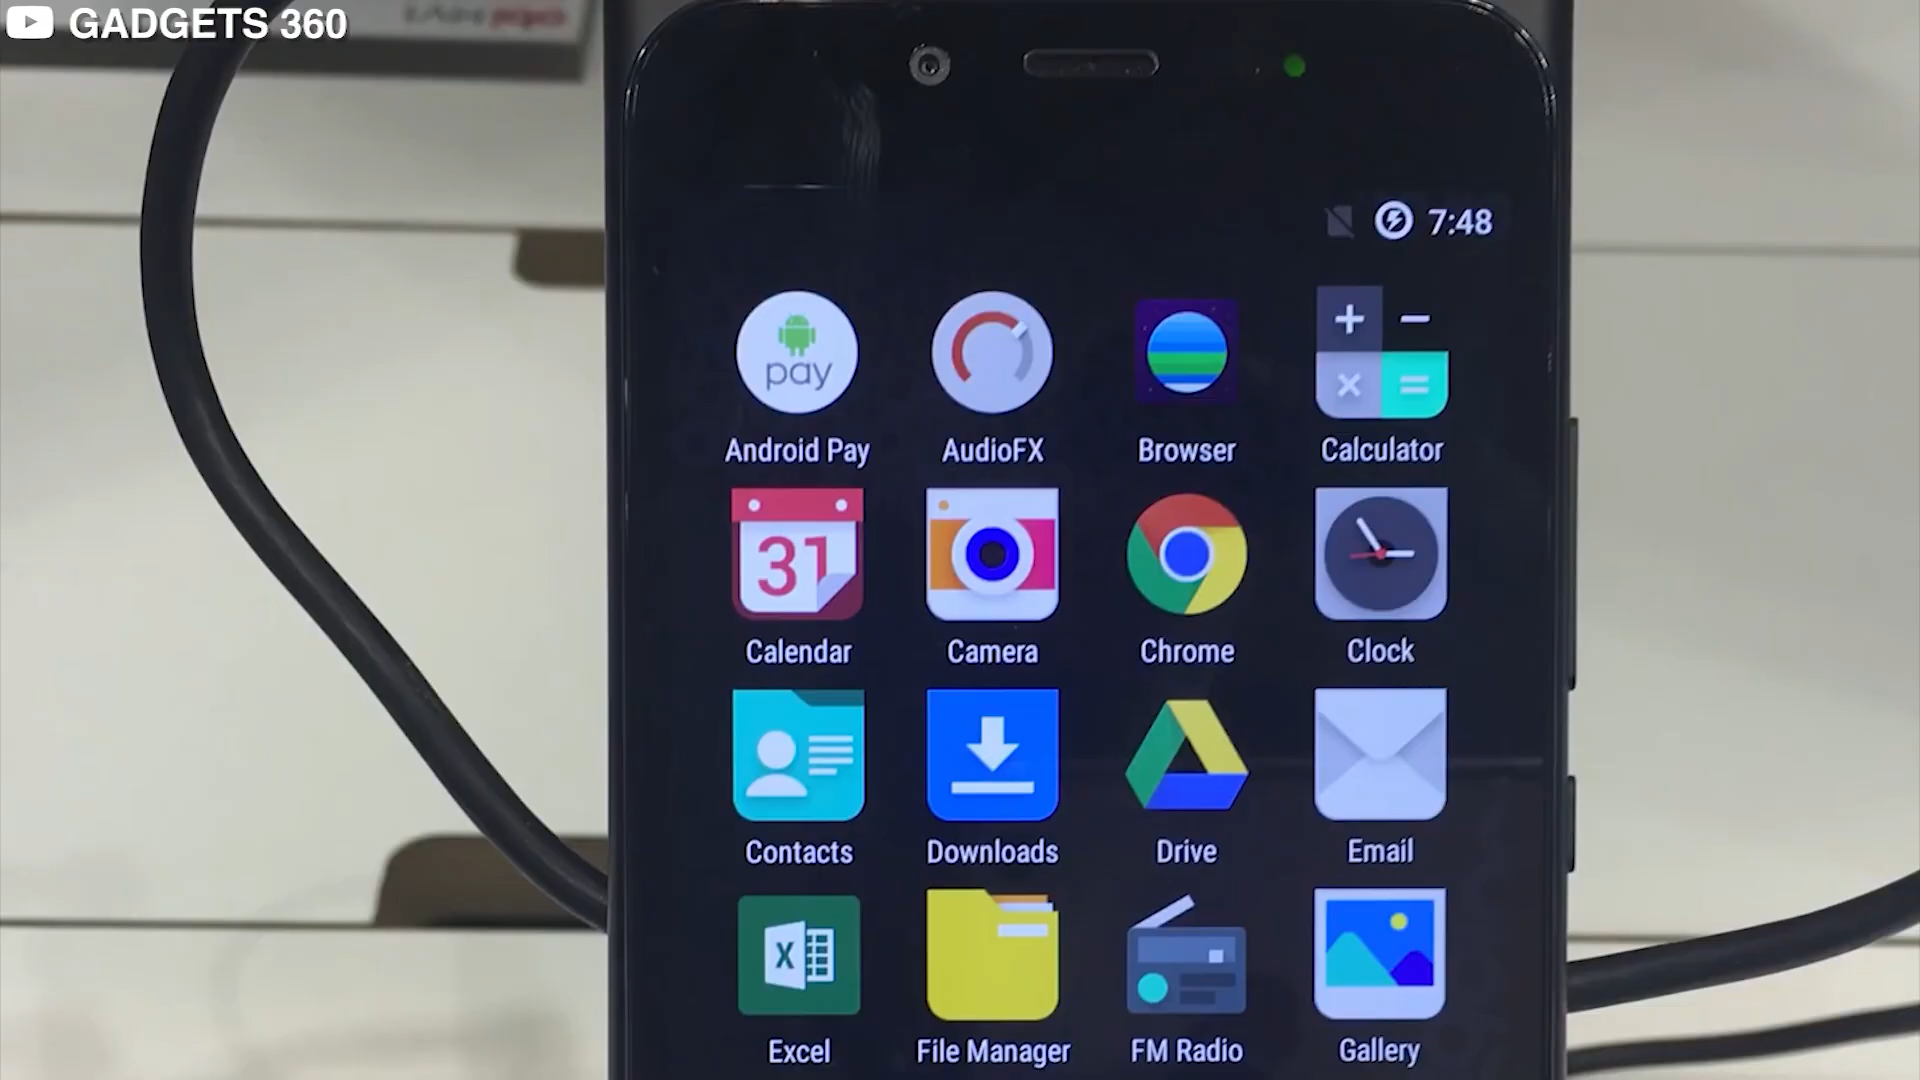 GADGETS 360
7:48
pay
Android Pay AudioFX Browser Calculator
31
Calendar Camera Chrome Clock
Contacts Downloads Drive Email
X
Excel File Manager FM Radio Gallery